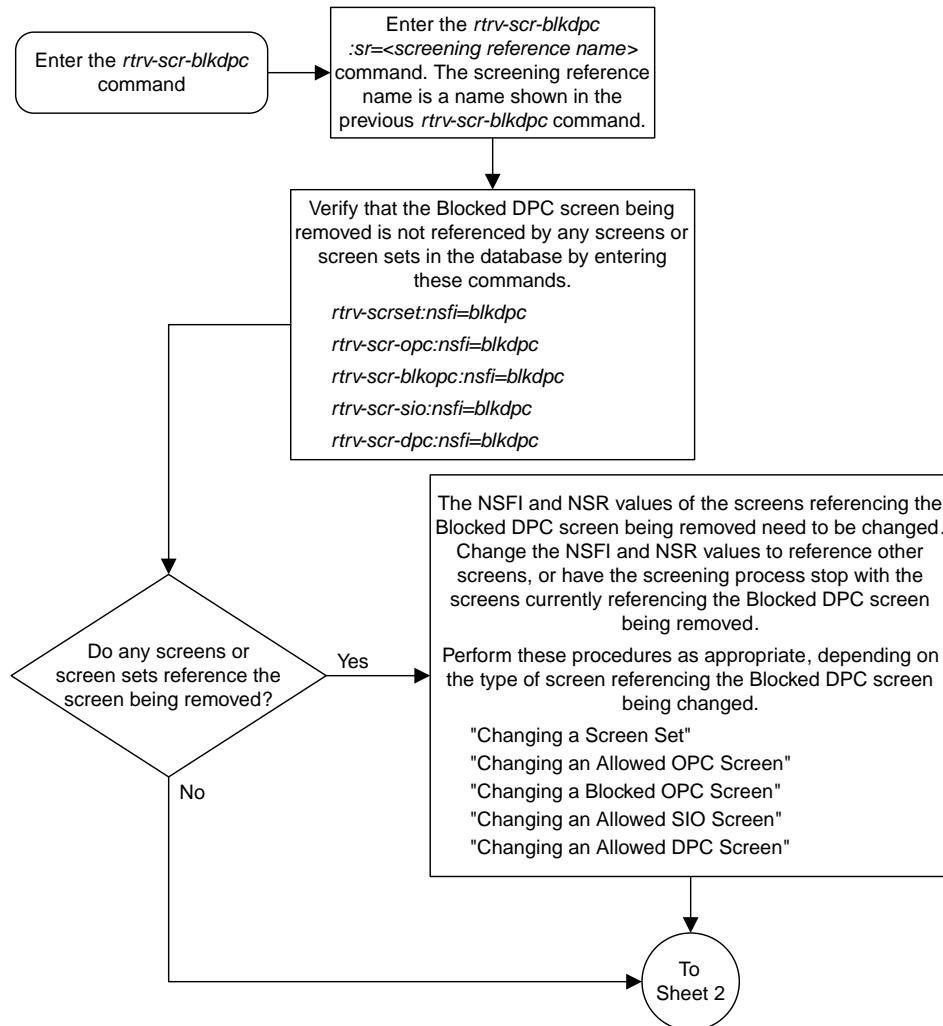 Enter the rtrv-scr-blkdpc
command
Enter the rtrv-scr-blkdpc
:sr=<screening reference name>
command. The screening reference
name is a name shown in the
previous rtrv-scr-blkdpc command.
Verify that the Blocked DPC screen being
removed is not referenced by any screens or
screen sets in the database by entering
these commands.
rtrv-scrset:nsfi=blkdpc
rtrv-scr-opc:nsfi=blkdpc
rtrv-scr-blkopc:nsfi=blkdpc
rtrv-scr-sio:nsfi=blkdpc
rtrv-scr-dpc:nsfi=blkdpc
Do any screens or
screen sets reference the
screen being removed?
Yes
No
The NSFI and NSR values of the screens referencing the
Blocked DPC screen being removed need to be changed.
Change the NSFI and NSR values to reference other
screens, or have the screening process stop with the
screens currently referencing the Blocked DPC screen
being removed.
Perform these procedures as appropriate, depending on
the type of screen referencing the Blocked DPC screen
being changed.
"Changing a Screen Set"
"Changing an Allowed OPC Screen"
"Changing a Blocked OPC Screen"
"Changing an Allowed SIO Screen"
"Changing an Allowed DPC Screen"
To
Sheet 2